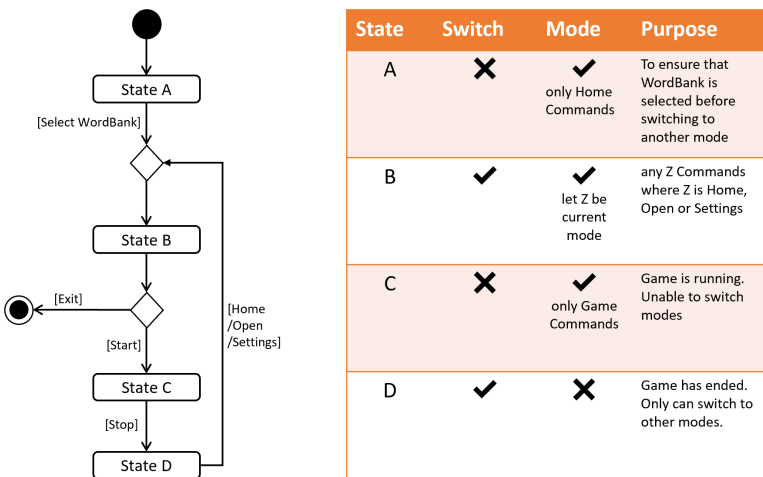 State A
[Select WordBank]
State B
[Exit]
[Start]
State C
[Stop]
State D
[Home
/Open
/Settings]
State Switch Mode Purpose
A
only Home
Commands
To ensure that
WordBank is
selected before
switching to
another mode
B
let Z be
current
mode
any Z Commands
where Z is Home,
Open or Settings
C
only Game
Commands
Game is running.
Unable to switch
modes
D
Game has ended.
Only can switch to
other modes.